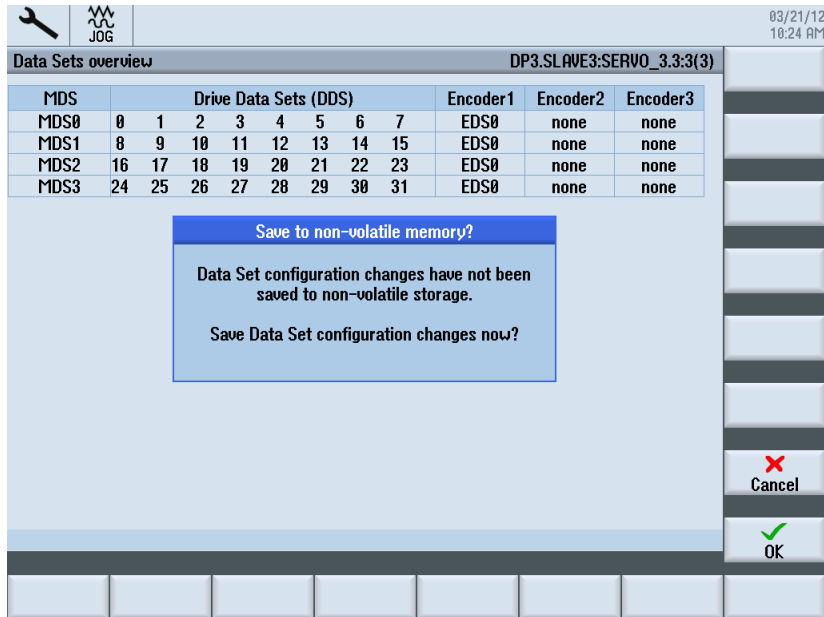 JOG
03/21/12
10:24 AM
Data Sets overview DP3.SLAVE3:SERVO_3.3:3(3)
MDS Drive Data Sets (DDS) Encoder1 Encoder2 Encoder3
MDS0 0 1 2 3 4 5 6 7 EDS0 none none
MDS1 8 9 10 11 12 13 14 15 EDS0 none none
MDS2 16 17 18 19 20 21 22 23 EDS0 none none
MDS3 24 25 26 27 28 29 30 31 EDS0 none none
Save to non-volatile memory?
Data Set configuration changes have not been
saved to non-volatile storage.
Save Data Set configuration changes now?
Cancel
OK